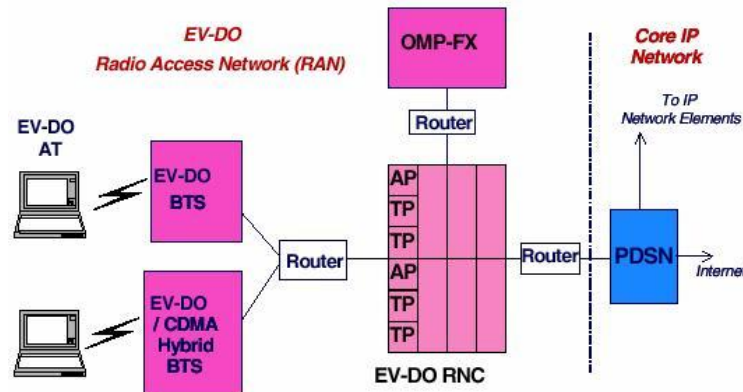 EV-DO
Radio Access Network (RAN)
OMP-FX
Core IP
Network
To IP
Network Elements
EV-DO
AT
Router
EV-DO
BTS
AP
TP
TP
AP
TP
TP
Router
Router
PDSN
Internet
EV-DO
/ CDMA
Hybrid
BTS
EV-DO RNC